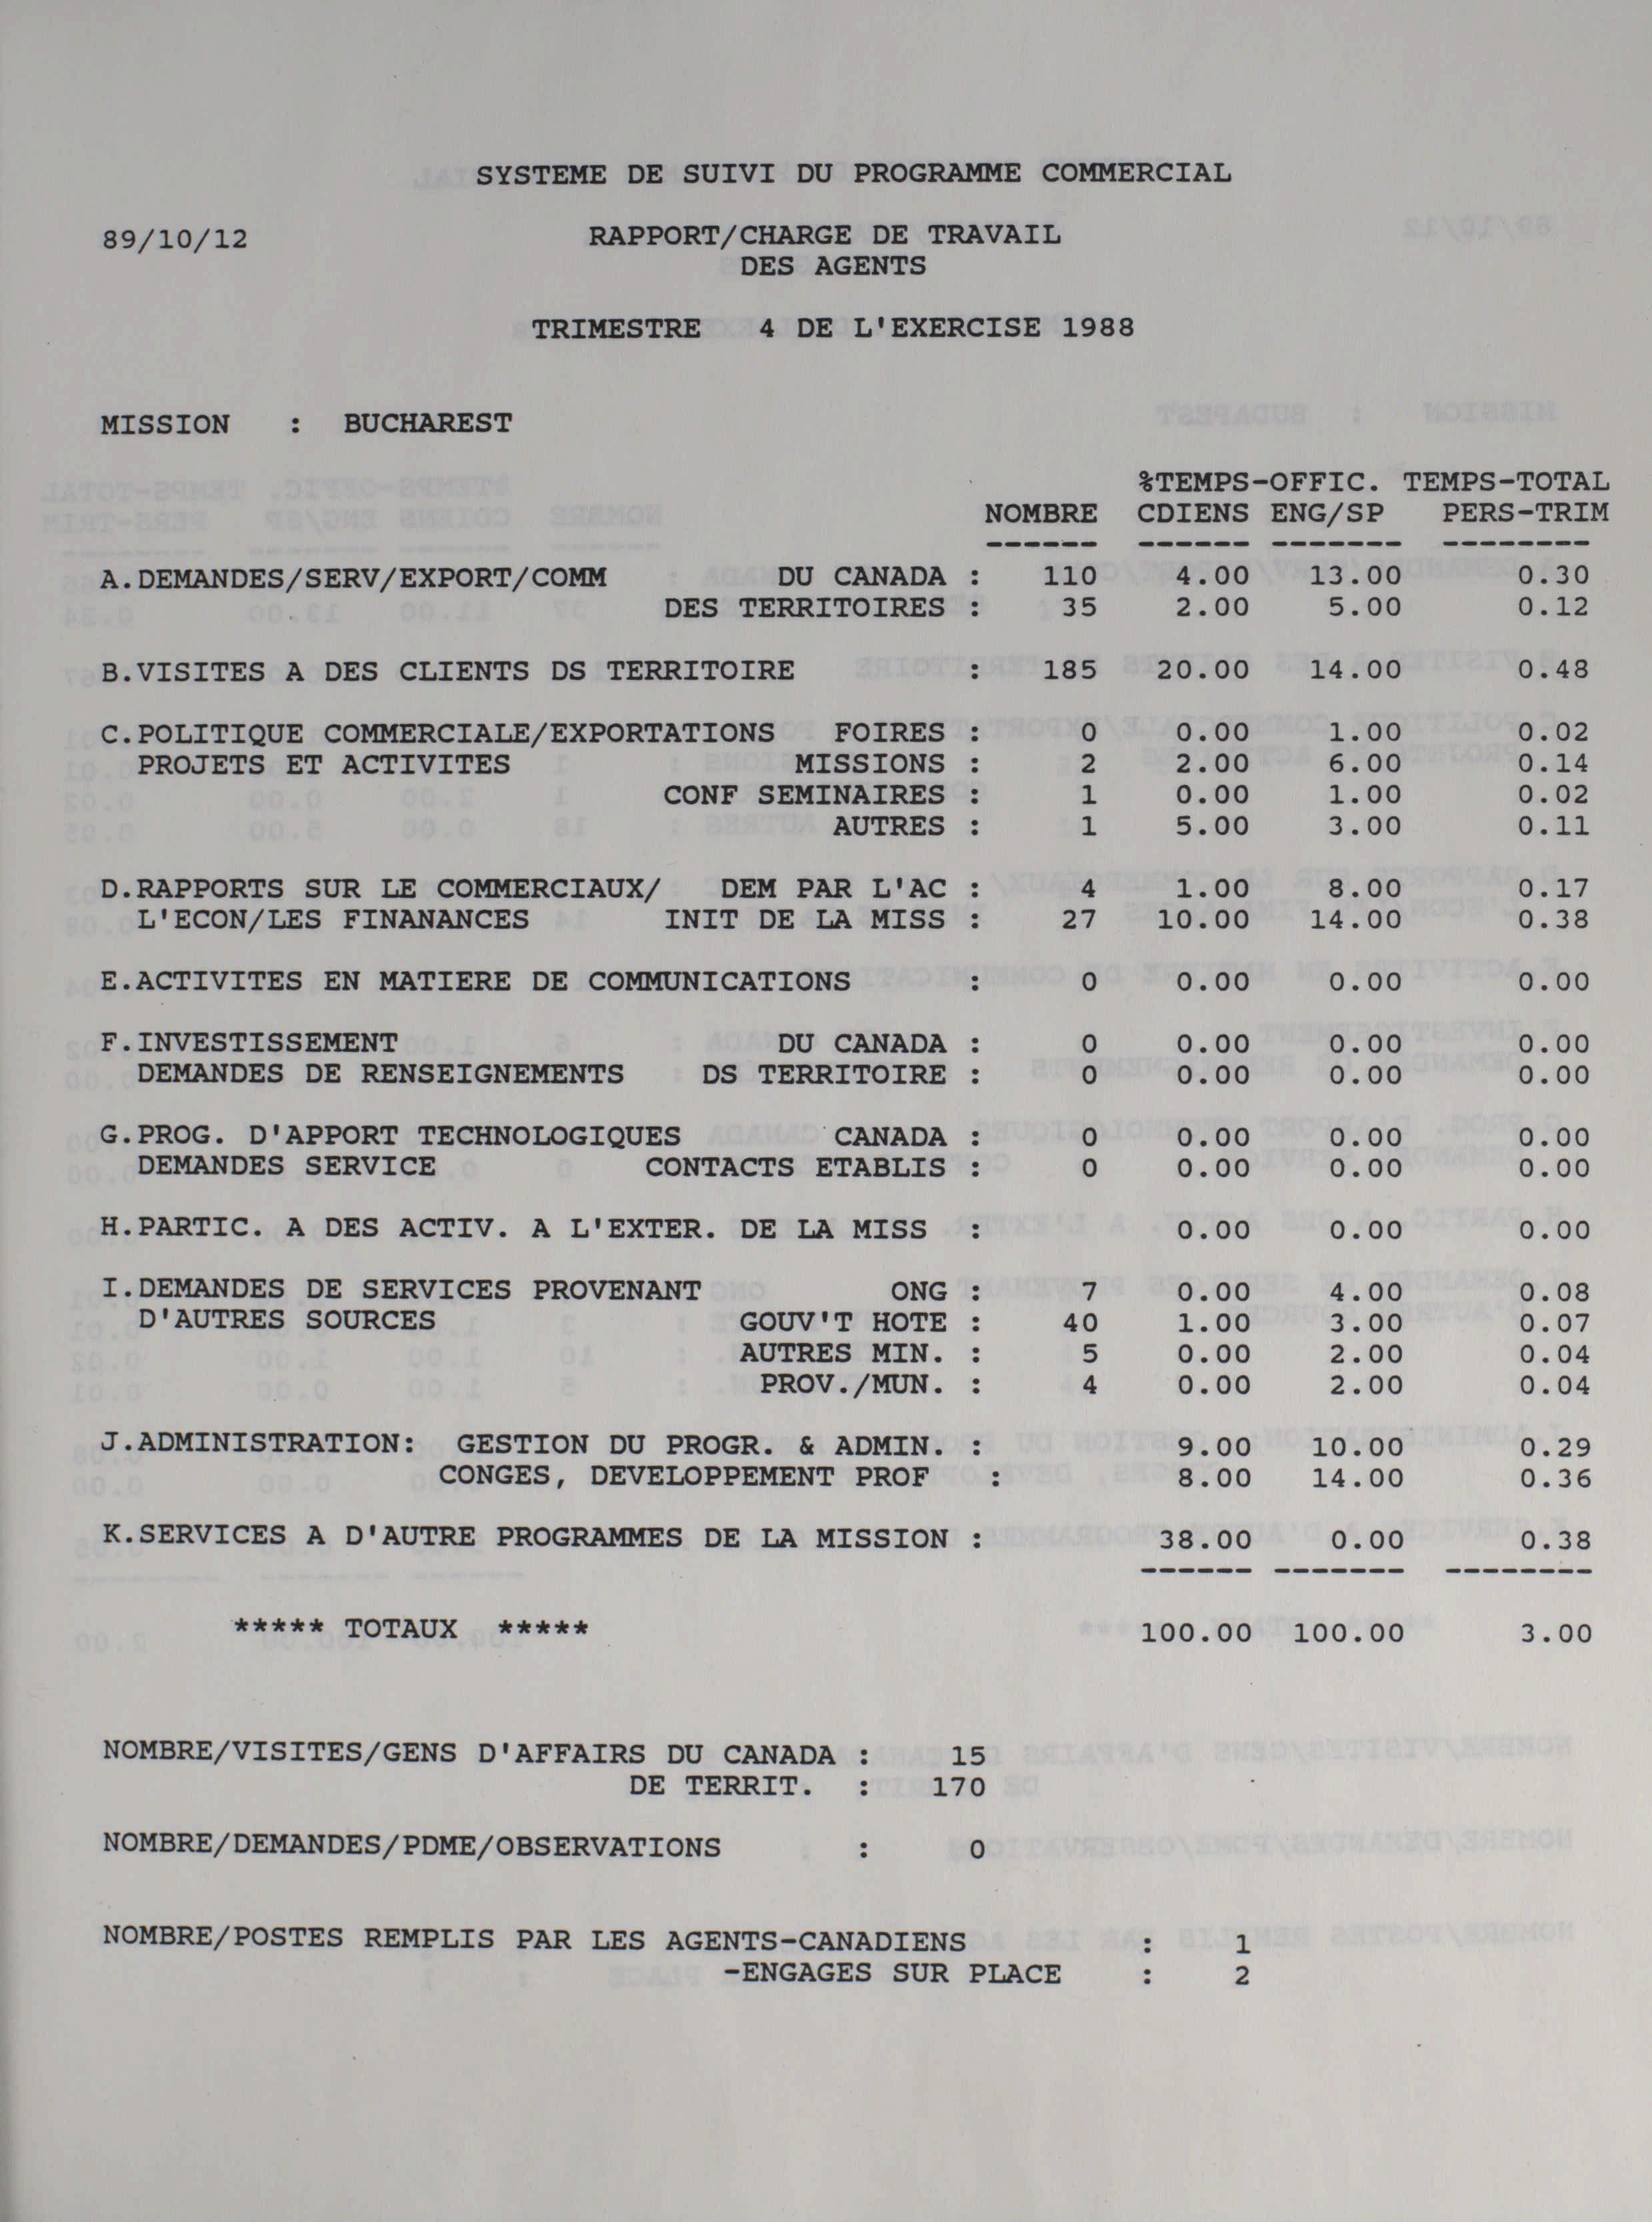 SYSTEME DE SUIVI DU PROGRAMME COMMERCIAL
89/10/12 RAPPORT/CHARGE DE TRAVAIL
DES AGENTS
TRIMESTRE 4 DE L'EXERCISE 1988
MISSION : BUCHAREST
%TEMPS-OFFIC. TEMPS-TOTAL
NOMBRE CDIENS ENG/SP PERS-TRIM
------ ------ ------- --------
A.DEMANDES/SERV/EXPORT/COMM DU CANADA : 110 4.00 13.00 0.30
DES TERRITOIRES : 35 2.00 5.00 0.12
B.VISITES A DES CLIENTS DS TERRITOIRE : 185 20.00 14.00 0.48
C.POLITIQUE COMMERCIALE/EXPORTATIONS FOIRES : 0 0.00 1.00 0.02
PROJETS ET ACTIVITES MISSIONS : 2 2.00 6.00 0.14
CONF SEMINAIRES : 1 0.00 1.00 0.02
AUTRES : 1 5.00 3.00 0.11
D.RAPPORTS SUR LE COMMERCIAUX/ DEM PAR L'AC : 4 1.00 8.00 0.17
L'ECON/LES FINANANCES INIT DE LA MISS : 27 10.00 14.00 0.38
E.ACTIVITES EN MATIERE DE COMMUNICATIONS : 0 0.00 0.00 0.00
F.INVESTISSEMENT DU CANADA : 0 0.00 0.00 0.00
DEMANDES DE RENSEIGNEMENTS DS TERRITOIRE : 0 0.00 0.00 0.00
G.PROG. D'APPORT TECHNOLOGIQUES CANADA : 0 0.00 0.00 0.00
DEMANDES SERVICE CONTACTS ETABLIS : 0 0.00 0.00 0.00
H.PARTIC. A DES ACTIV. A L'EXTER. DE LA MISS : 0.00 0.00 0.00
I.DEMANDES DE SERVICES PROVENANT ONG : 7 0.00 4.00 0.08
D'AUTRES SOURCES GOUV'T HOTE : 40 1.00 3.00 0.07
AUTRES MIN. : 5 0.00 2.00 0.04
PROV./MUN. : 4 0.00 2.00 0.04
J.ADMINISTRATION: GESTION DU PROGR. & ADMIN. : 9.00 10.00 0.29
CONGES, DEVELOPPEMENT PROF : 8.00 14.00 0.36
K.SERVICES A D'AUTRE PROGRAMMES DE LA MISSION : 38.00 0.00 0.38
------ ------- --------
***** TOTAUX ***** 100.00 100.00 3.00
NOMBRE/VISITES/GENS D'AFFAIRS DU CANADA : 15
DE TERRIT. : 170
NOMBRE/DEMANDES/PDME/OBSERVATIONS : 0
NOMBRE/POSTES REMPLIS PAR LES AGENTS-CANADIENS : 1
-ENGAGES SUR PLACE : 2